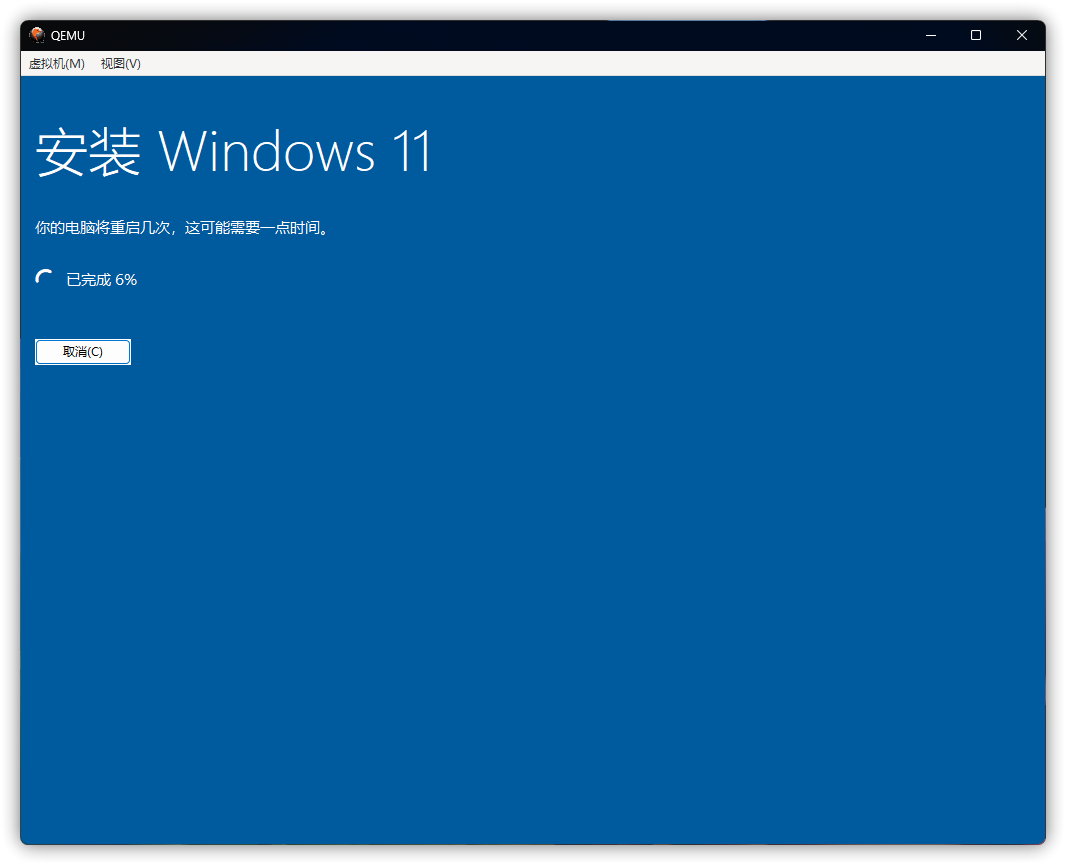 QEMU
虚拟机(M) 视图(V)
安装 Windows 11
你的电脑将重启几次，这可能需要一点时间。
已完成 6%
取消(C)